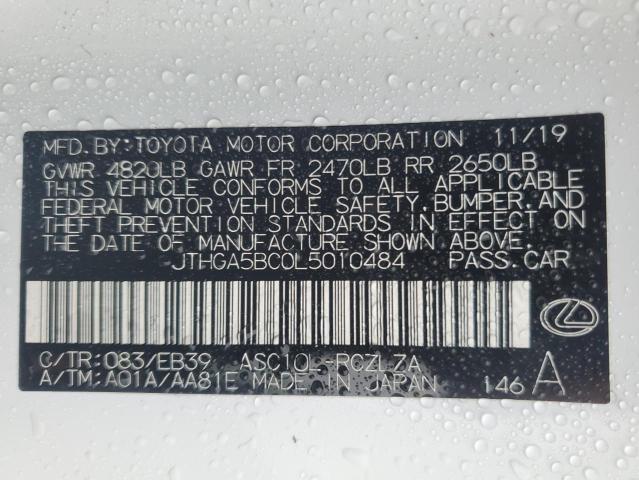 MFD. BY: TOYOTA MOTOR CORPORATION 11/19
GVWR 4820LB GAWR FR 2470LB RR 2650LB
THIS VEHICLE CONFORMS TO ALL APPLICABLE
FEDERAL MOTOR VEHICLE SAFETY, BUMPER, AND
THEFT PREVENTION STANDARDS IN EFFECT ON
THE DATE OF MANUFACTURE SHOWN ABOVE.
JTHGA5BC0L5010484 PASS. CAR
C/TR: 083/EB39 ASC10L-RCZLZA
A/TM: A01A/AA81E MADE IN JAPAN 146 A